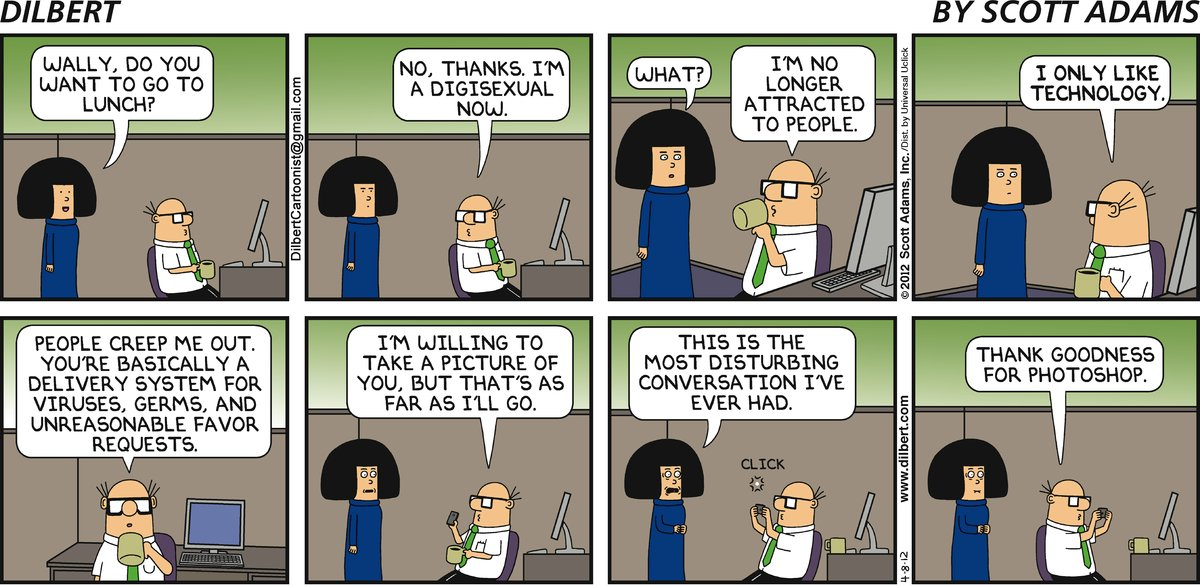 DILBERT
BY SCOTT ADAMS
WALLY, DO YOU
WANT TO GO TO
LUNCH?
DilbertCartoonist@gmail.com
NO, THANKS. I'M
A DIGISEXUAL
NOW.
WHAT?
I'M NO
LONGER
ATTRACTED
TO PEOPLE.
©2012 Scott Adams, Inc. /Dist. by Universal Uclick
I ONLY LIKE
TECHNOLOGY.
PEOPLE CREEP ME OUT.
YOU'RE BASICALLY A
DELIVERY SYSTEM FOR
VIRUSES, GERMS, AND
UNREASONABLE FAVOR
REQUESTS.
I'M WILLING TO
TAKE A PICTURE OF
YOU, BUT THAT'S AS
FAR AS I'LL GO.
THIS IS THE
MOST DISTURBING
CONVERSATION I'VE
EVER HAD.
CLICK
4-8-12
www.dilbert.com
THANK GOODNESS
FOR PHOTOSHOP.